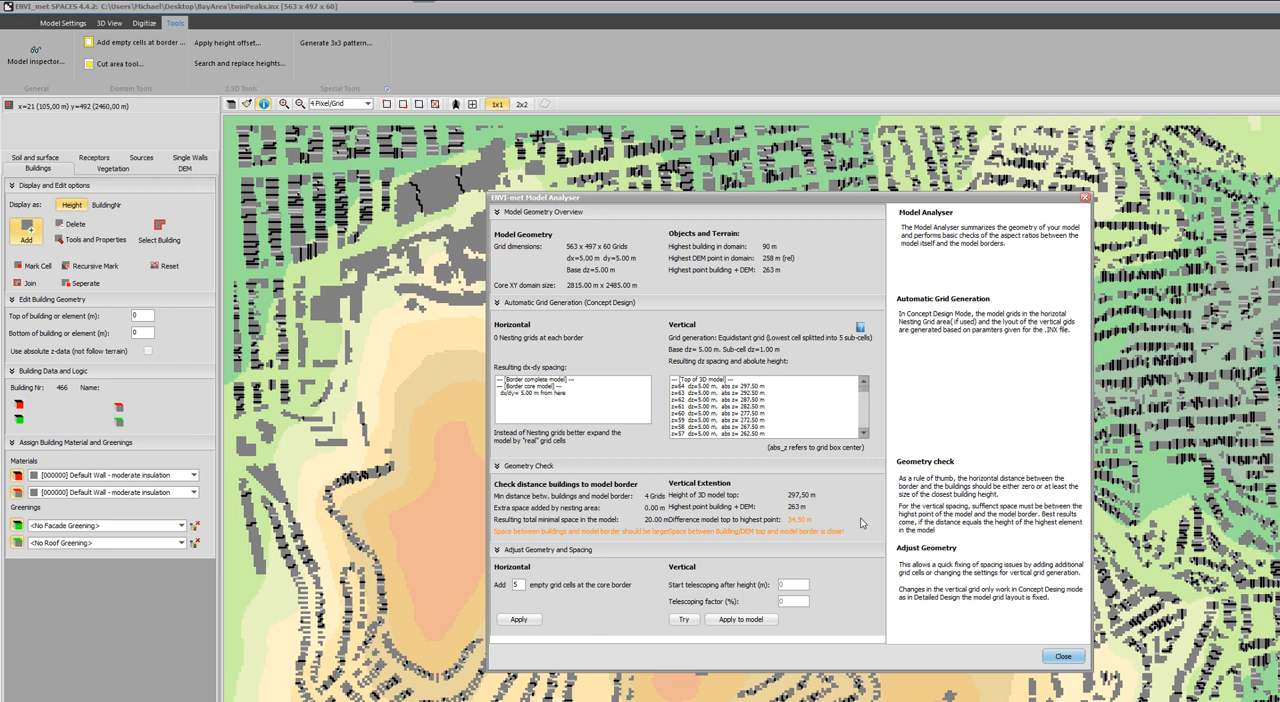 ENVI_met SPACES 4.4.2: C:\Users\Michael\Desktop\BayArea\twinPeaks.inx [563 x 497 x 60]
Model Settings 3D View Digitize Tools
Model inspector...
Add empty cells at border ...
Cut area tool...
Apply height offset...
Search and replace heights...
Generate 3x3 pattern...
General Domain Tools 2.5D Tools Special Tools
x=21 (105,00 m) y=492 (2460,00 m)
4 Pixel/Grid 1x1 2x2
Soil and surface Receptors Sources Single Walls
Buildings Vegetation DEM
Display and Edit options
Display as: Height BuildingNr
Add
Delete
Tools and Properties
Select Building
Mark Cell Recursive Mark Reset
Join Seperate
Edit Building Geometry
Top of building or element (m): 0
Bottom of building or element (m): 0
Use absolute z-data (not follow terrain)
Building Data and Logic
Building Nr: 466 Name:
Assign Building Material and Greenings
Materials
[000000] Default Wall - moderate insulation
[000000] Default Wall - moderate insulation
Greenings
<No Facade Greening>
<No Roof Greening>
ENVI-met Model Analyser
Model Geometry Overview
Model Geometry
Grid dimensions: 563 x 497 x 60 Grids
dx=5.00 m dy=5.00 m
Base dz=5.00 m
Core XY domain size: 2815.00 m x 2485.00 m
Objects and Terrain:
Highest building in domain: 90 m
Highest DEM point in domain: 258 m (rel)
Highest point building + DEM: 263 m
Automatic Grid Generation (Concept Design)
Horizontal
0 Nesting grids at each border
Resulting dx-dy spacing:
--- [Border complete model] ---
--- [Border core model] ---
dx/dy= 5.00 m from here
Instead of Nesting grids better expand the
model by "real" grid cells
Vertical
Grid generation: Equidistant grid (Lowest cell splitted into 5 sub-cells)
Base dz= 5.00 m. Sub-cell dz=1.00 m
Resulting dz spacing and absolute height:
--- [Top of 3D model] ---
z=64 dz=5.00 m, abs z= 297.50 m
z=63 dz=5.00 m, abs z= 292.50 m
z=62 dz=5.00 m, abs z= 287.50 m
z=61 dz=5.00 m, abs z= 282.50 m
z=60 dz=5.00 m, abs z= 277.50 m
z=59 dz=5.00 m, abs z= 272.50 m
z=58 dz=5.00 m, abs z= 267.50 m
z=57 dz=5.00 m, abs z= 262.50 m
(abs_z refers to grid box center)
Geometry Check
Check distance buildings to model border
Min distance betw. buildings and model border: 4 Grids
Extra space added by nesting area: 0.00 m
Resulting total minimal space in the model: 20.00 m
Space between buildings and model border should be larger
Vertical Extention
Height of 3D model top: 297,50 m
Highest point building + DEM: 263 m
Difference model top to highest point: 34.50 m
Space between Building/DEM top and model border is close!
Adjust Geometry and Spacing
Horizontal
Add 5 empty grid cells at the core border
Apply
Vertical
Start telescoping after height (m): 0
Telescoping factor (%): 0
Try Apply to model
Model Analyser
The Model Analyser summarizes the geometry of your
model and performs basic checks of the aspect ratios between the
model itself and the model borders.
Automatic Grid Generation
In Concept Design Mode, the model grids in the horizotal
Nesting Grid area( if used) and the lyout of the vertical gids
are generated based on paramters given for the .INX file.
Geometry check
As a rule of thumb, the horizontal distance between the
border and the buildings should be either zero or at least the
size of the closest building height.
For the vertical spacing, suffienct space must be between the
highst point of the model and the model border. Best results
come, if the distance equals the height of the highest element
in the model
Adjust Geometry
This allows a quick fixing of spacing issues by adding additional
grid cells or changing the settings for vertical grid generation.
Changes in the vertical grid only work in Concept Desing mode
as in Detailed Design the model grid layout is fixed.
Close